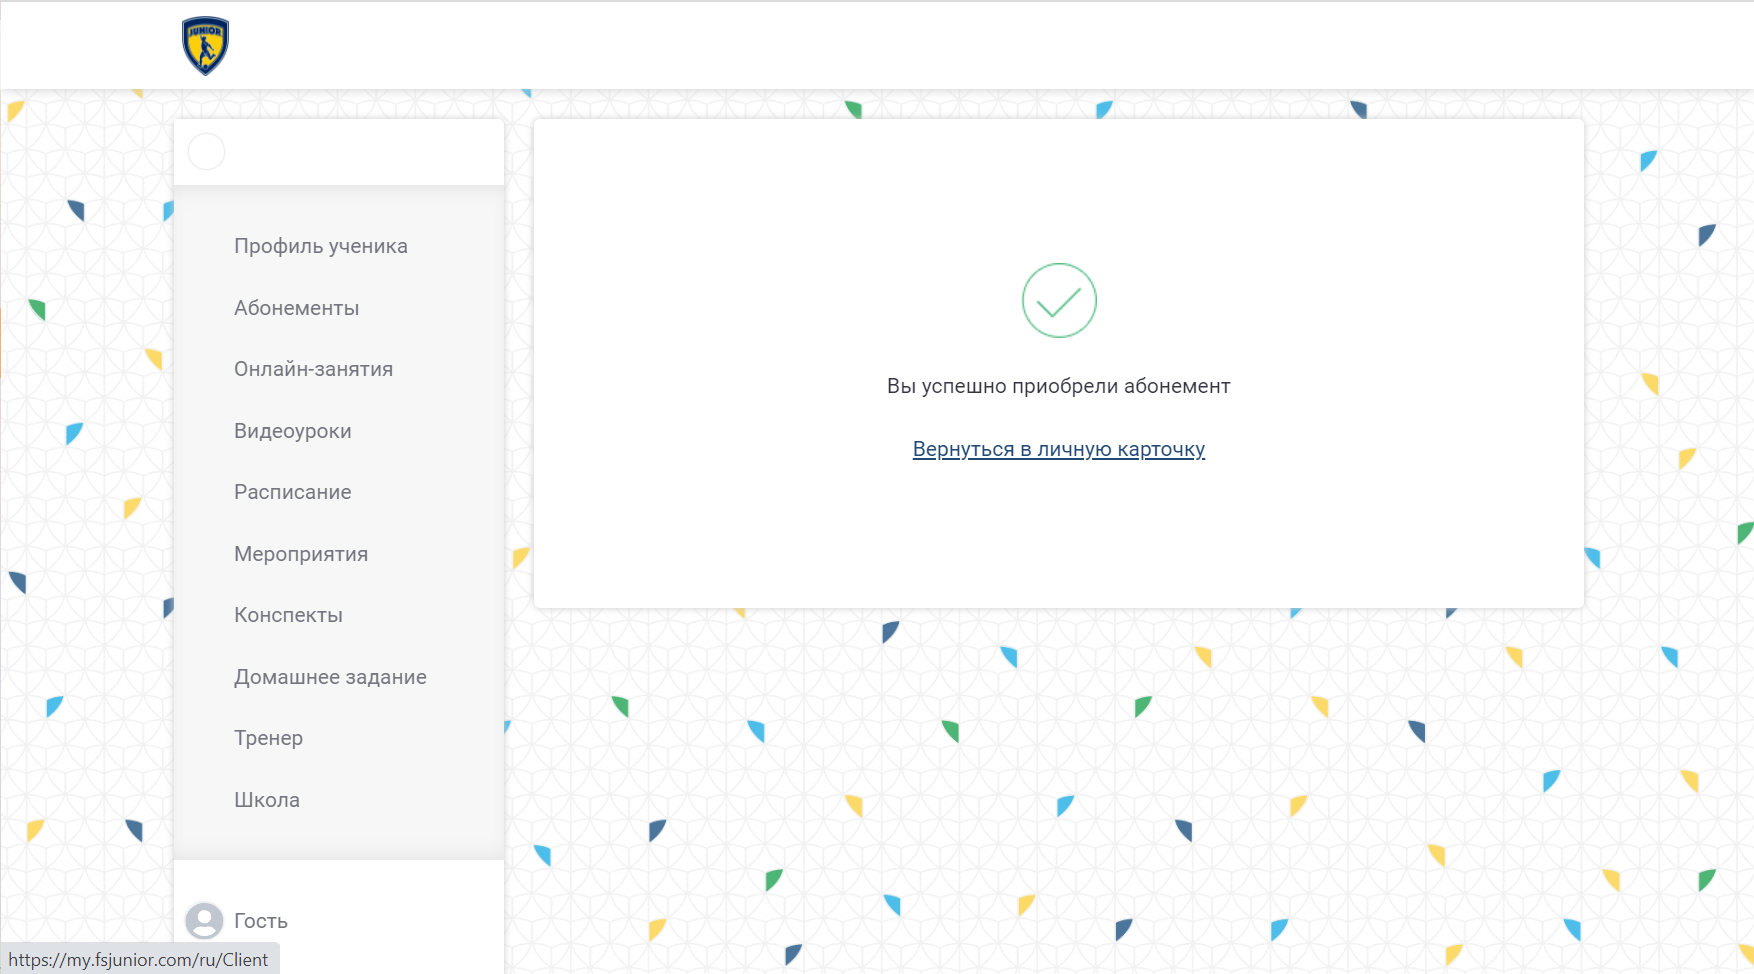 JUNIOR
Профиль ученика
Абонементы
Онлайн-занятия
Видеоуроки
Расписание
Мероприятия
Конспекты
Домашнее задание
Тренер
Школа
Гость
Вы успешно приобрели абонемент
Вернуться в личную карточку
https://my.fsjunior.com/ru/Client